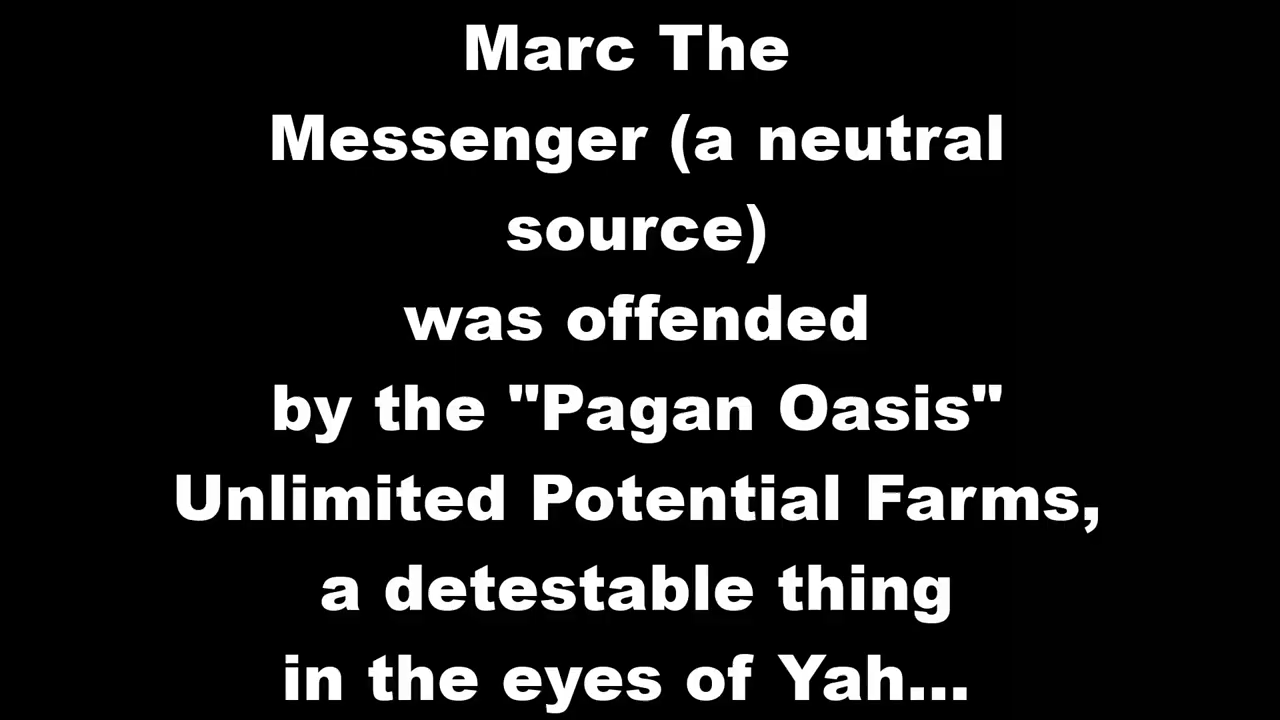 Marc The
Messenger (a neutral
source)
was offended
by the "Pagan Oasis"
Unlimited Potential Farms,
a detestable thing
in the eyes of Yah...